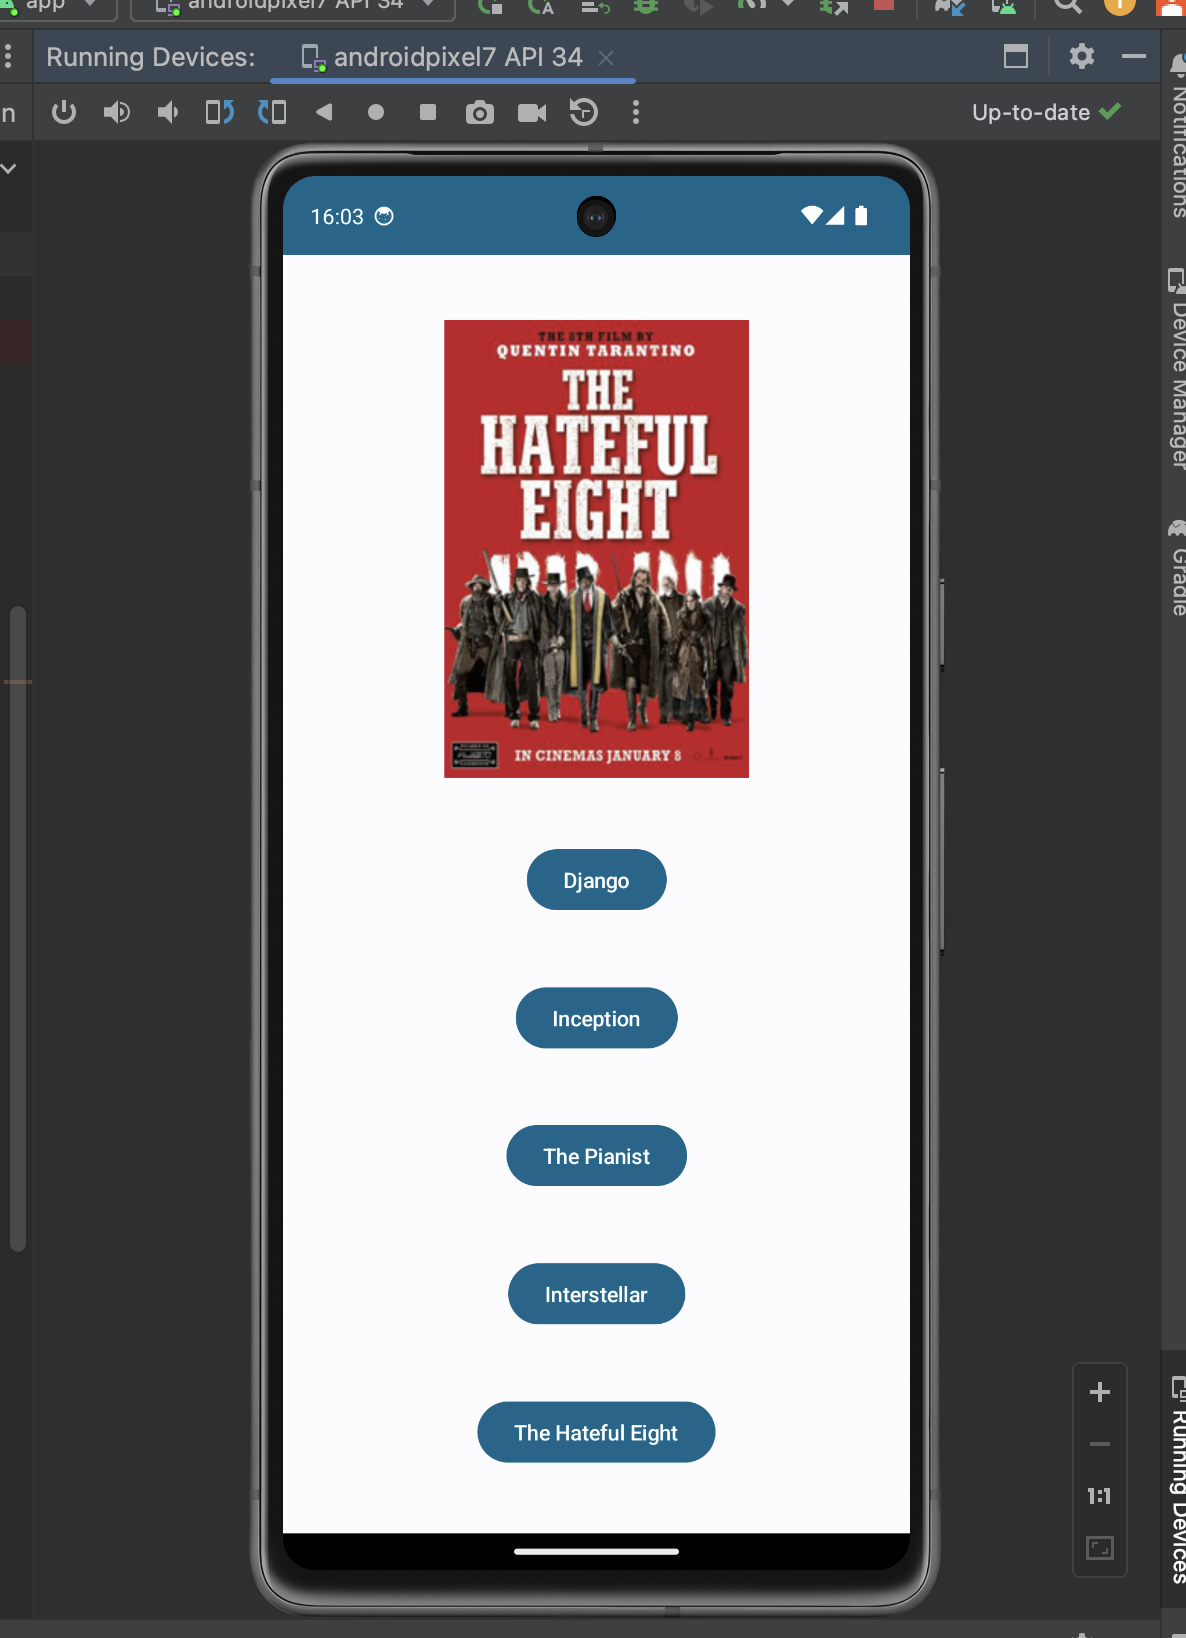 app
androidpixel7 API 34
Running Devices:
androidpixel7 API 34
n
Up-to-date
16:03
THE 8TH FILM BY
QUENTIN TARANTINO
THE
HATEFUL
EIGHT
IN CINEMAS JANUARY 8
Django
Inception
The Pianist
Interstellar
The Hateful Eight
1:1
Notifications
Device Manager
Gradle
Running Devices